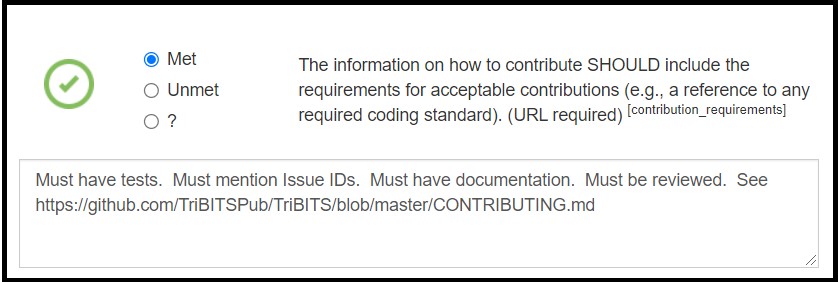 Met
Unmet
?
The information on how to contribute SHOULD include the
requirements for acceptable contributions (e.g., a reference to any
required coding standard). (URL required) [contribution_requirements]
Must have tests.  Must mention Issue IDs.  Must have documentation.  Must be reviewed.  See
https://github.com/TriBITSPub/TriBITS/blob/master/CONTRIBUTING.md